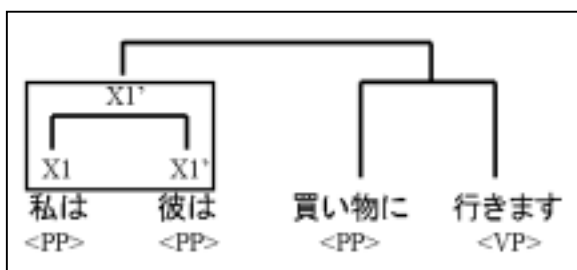 X1’
X1 X1’
私は 彼は 買い物に 行きます
<PP> <PP> <PP> <VP>